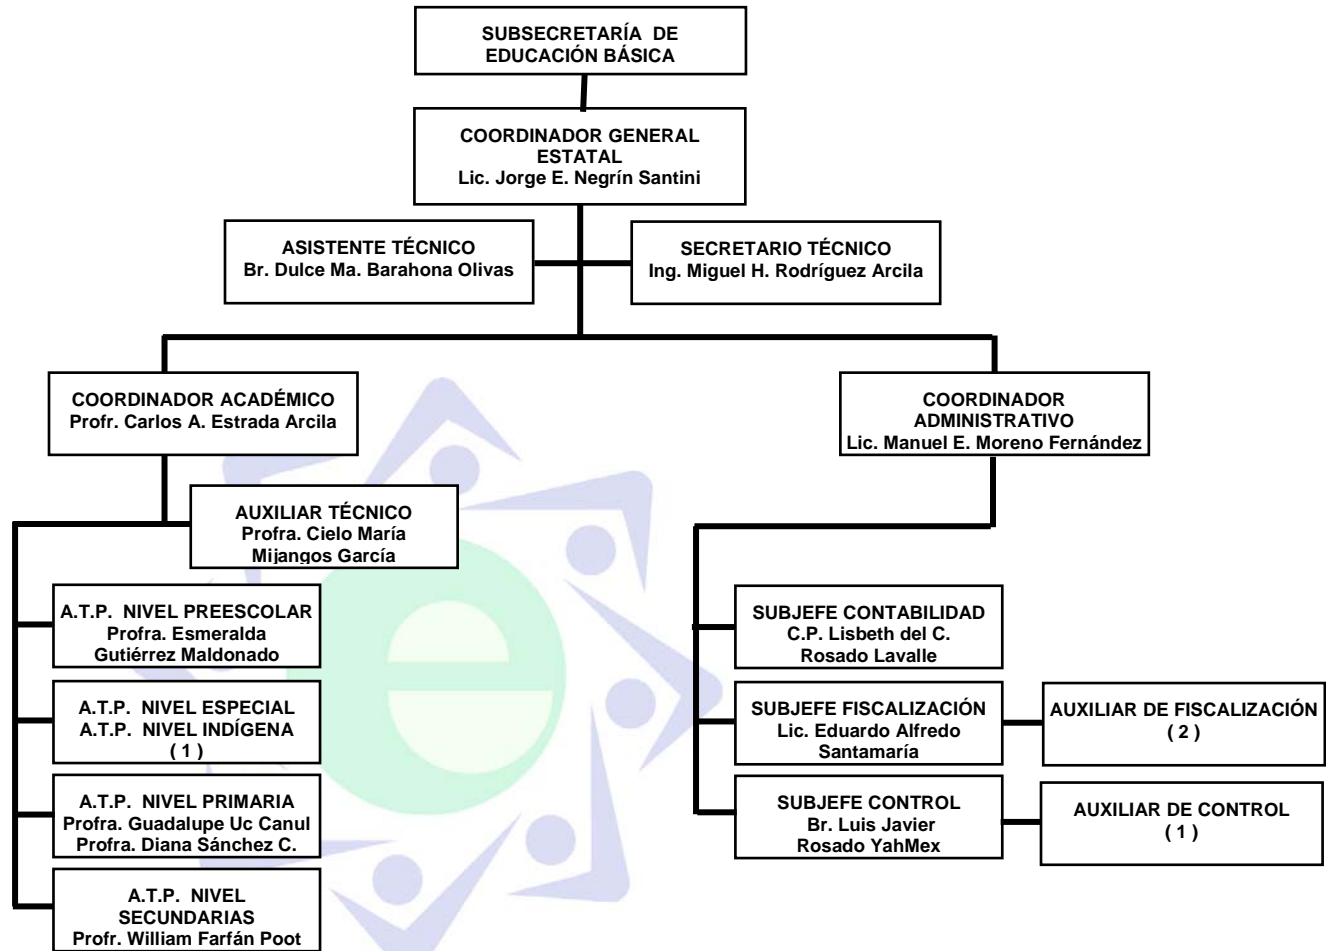 SUBSECRETARÍA DE
EDUCACIÓN BÁSICA
COORDINADOR GENERAL
ESTATAL
Lic. Jorge E. Negrín Santini
ASISTENTE TÉCNICO
Br. Dulce Ma. Barahona Olivas
SECRETARIO TÉCNICO
Ing. Miguel H. Rodríguez Arcila
COORDINADOR ACADÉMICO
Profr. Carlos A. Estrada Arcila
COORDINADOR
ADMINISTRATIVO
Lic. Manuel E. Moreno Fernández
AUXILIAR TÉCNICO
Profra. Cielo María
Mijangos García
A.T.P. NIVEL PREESCOLAR
Profra. Esmeralda
Gutiérrez Maldonado
A.T.P. NIVEL ESPECIAL
A.T.P. NIVEL INDÍGENA
( 1 )
A.T.P. NIVEL PRIMARIA
Profra. Guadalupe Uc Canul
Profra. Diana Sánchez C.
A.T.P. NIVEL
SECUNDARIAS
Profr. William Farfán Poot
SUBJEFE CONTABILIDAD
C.P. Lisbeth del C.
Rosado Lavalle
SUBJEFE FISCALIZACIÓN
Lic. Eduardo Alfredo
Santamaría
AUXILIAR DE FISCALIZACIÓN
( 2 )
SUBJEFE CONTROL
Br. Luis Javier
Rosado YahMex
AUXILIAR DE CONTROL
( 1 )
e